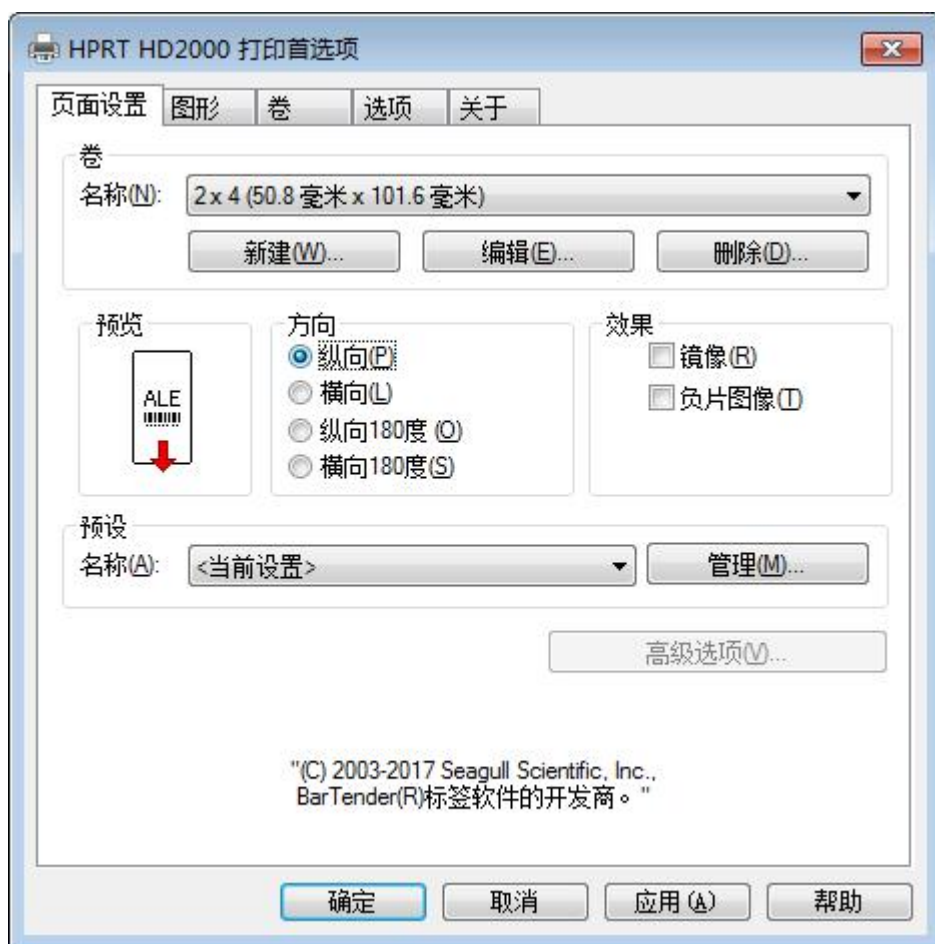 HPRT HD2000 打印首选项
页面设置 图形 卷 选项 关于
卷
名称(N): 2 x 4 (50.8 毫米 x 101.6 毫米)
新建(W)... 编辑(E)... 删除(D)...
预览 方向 效果
ALE
纵向(P) 镜像(R)
横向(L) 负片图像(T)
纵向180度 (O)
横向180度(S)
预设
名称(A): <当前设置> 管理(M)...
高级选项(V)...
"(C) 2003-2017 Seagull Scientific, Inc.,
BarTender(R)标签软件的开发商。"
确定 取消 应用 (A) 帮助